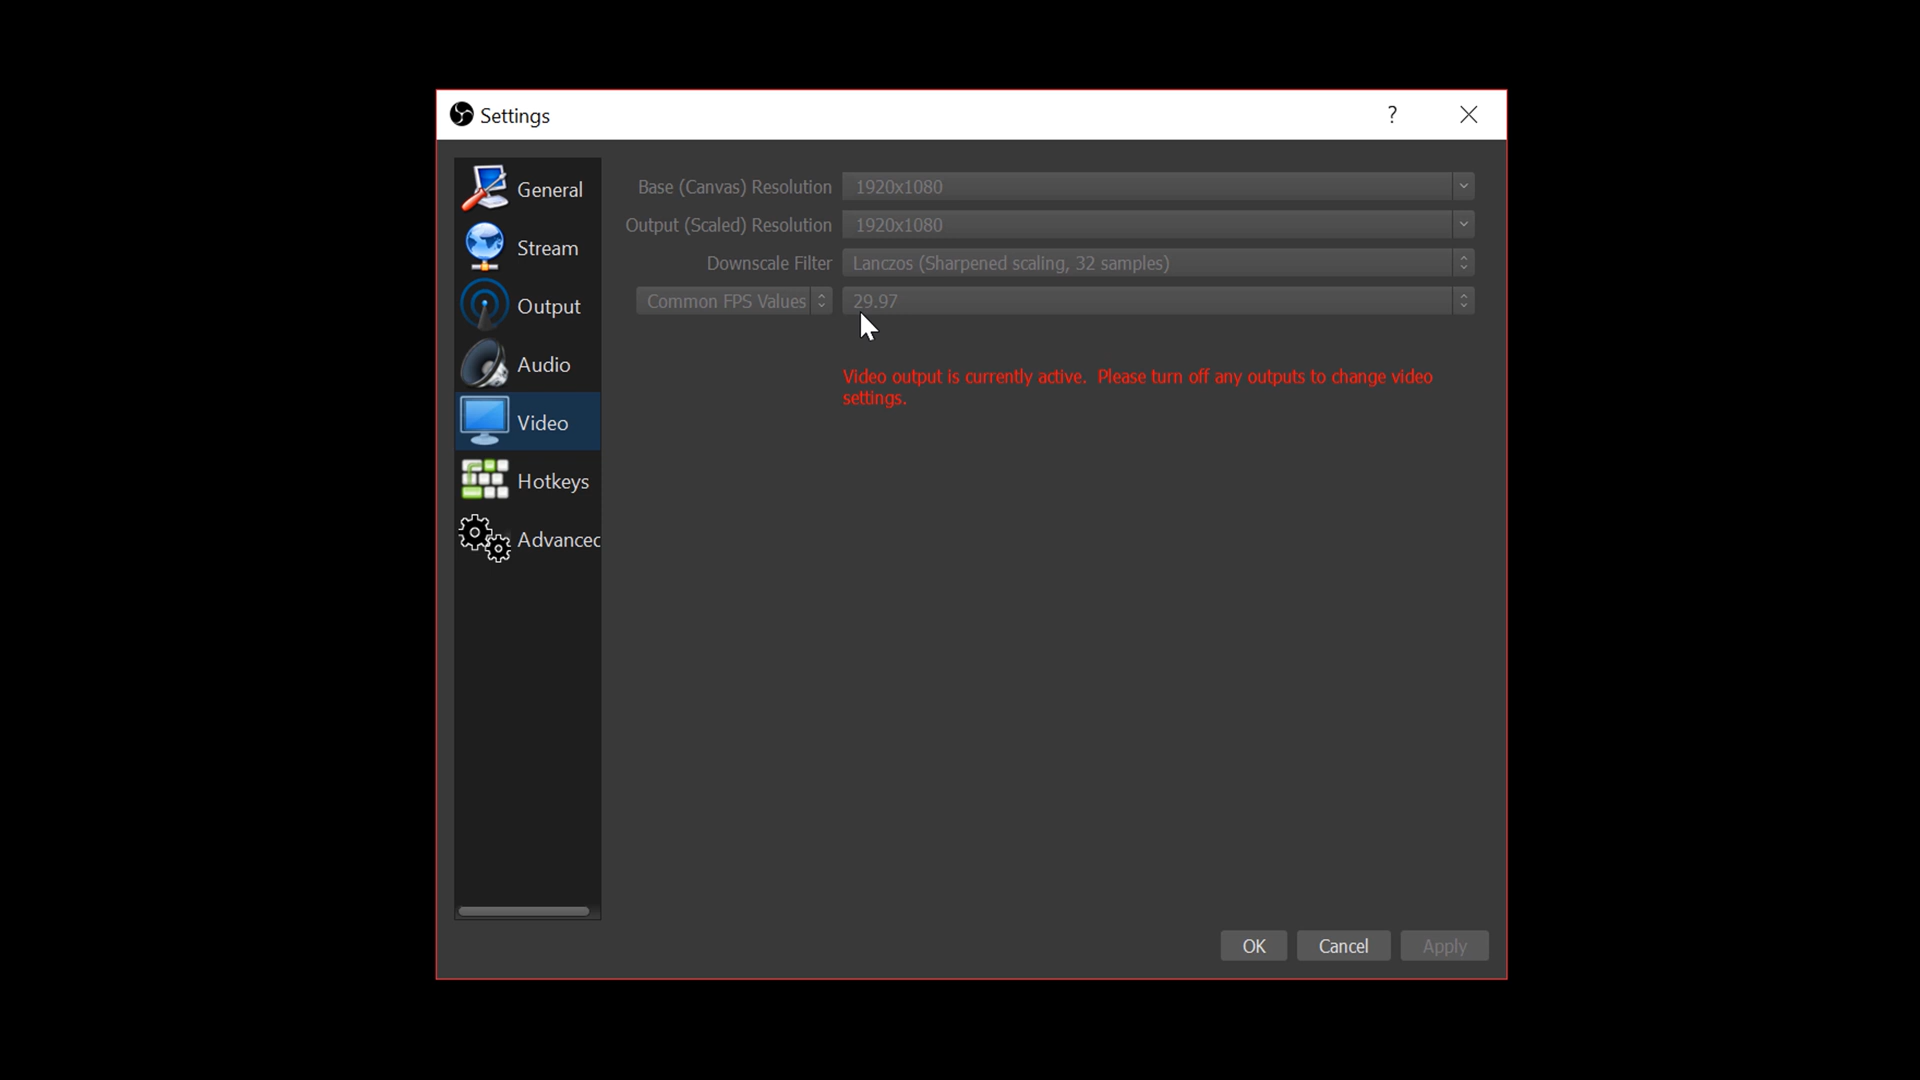 Settings
?
General
Stream
Output
Audio
Video
Hotkeys
Advanced
Base (Canvas) Resolution 1920x1080
Output (Scaled) Resolution 1920x1080
Downscale Filter Lanczos (Sharpened scaling, 32 samples)
Common FPS Values 29.97
Video output is currently active. Please turn off any outputs to change video
settings.
OK Cancel Apply